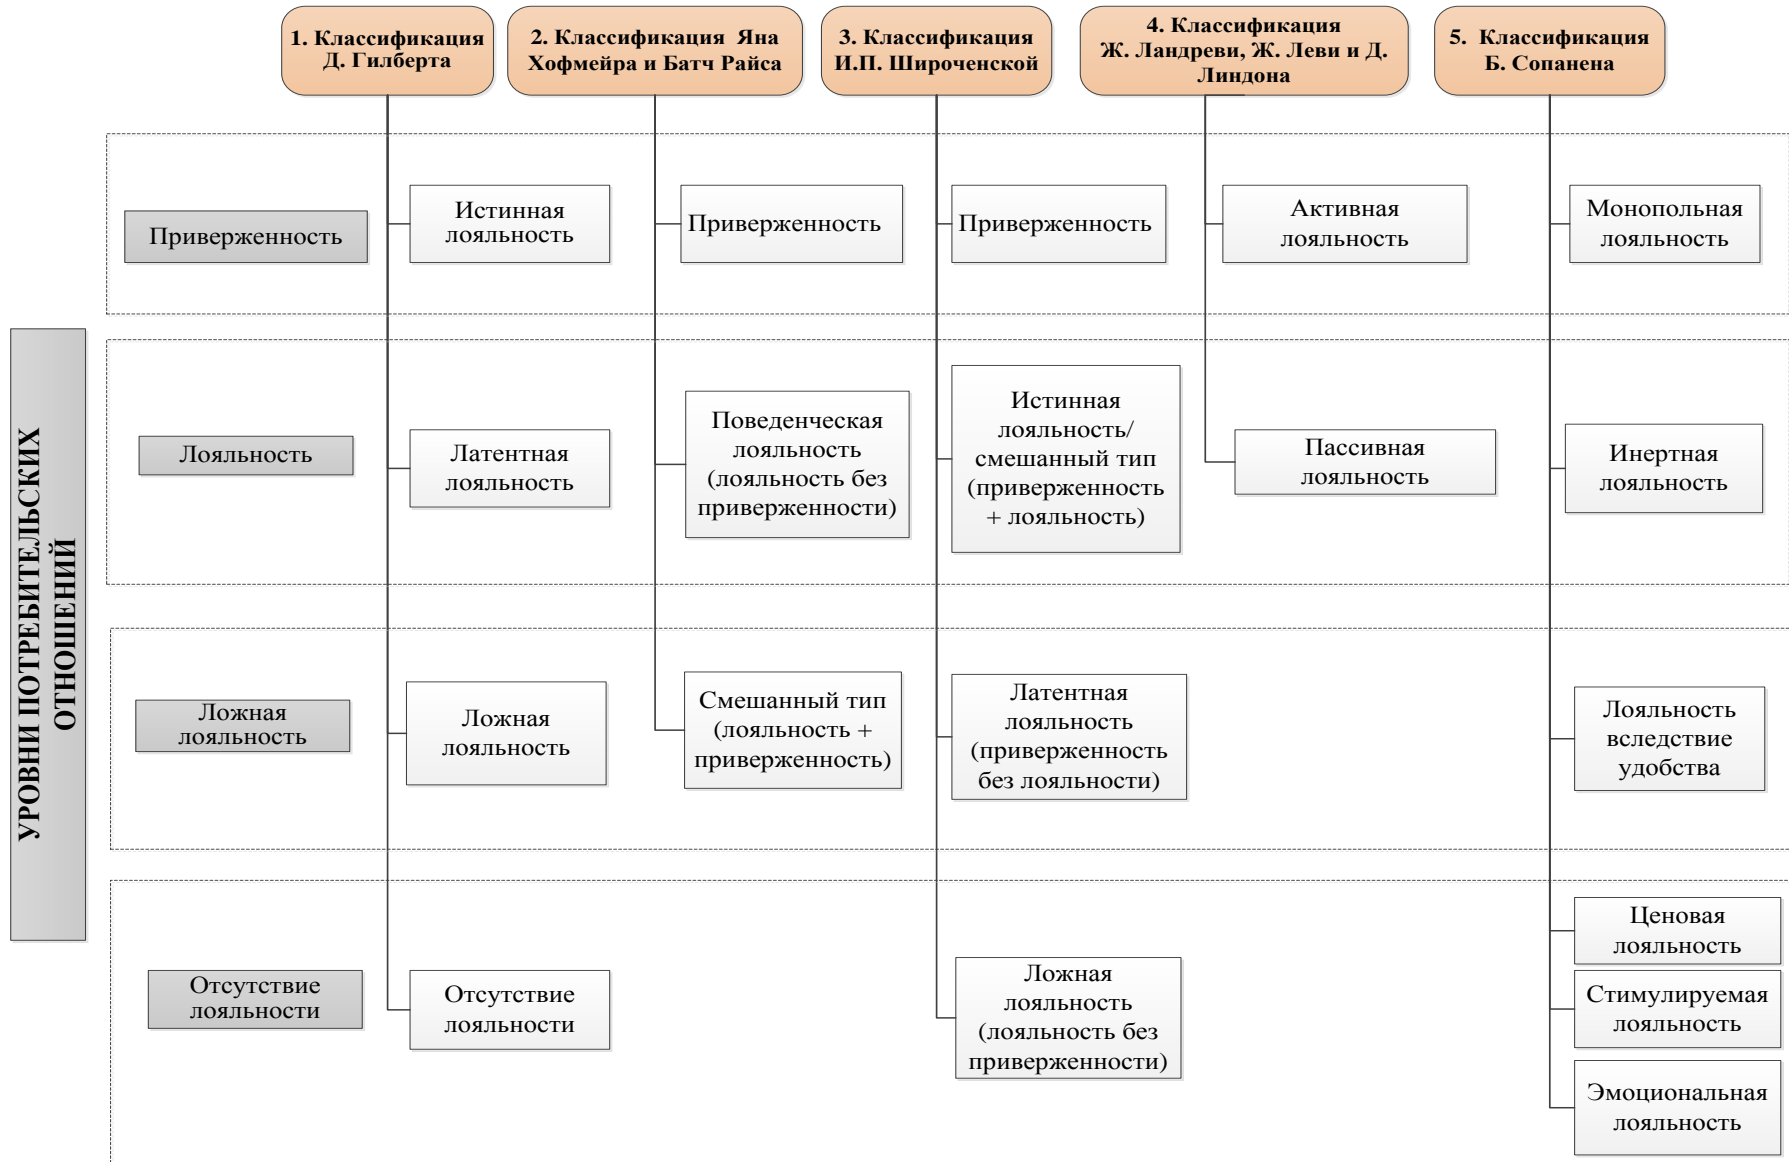 1. Классификация
Д. Гилберта
2. Классификация Яна
Хофмейра и Батч Райса
3. Классификация
И.П. Широченской
4. Классификация
Ж. Ландреви, Ж. Леви и Д.
Линдона
5. Классификация
Б. Сопанена
УРОВНИ ПОТРЕБИТЕЛЬСКИХ
ОТНОШЕНИЙ
Приверженность
Истинная
лояльность
Приверженность
Приверженность
Активная
лояльность
Монопольная
лояльность
Лояльность
Латентная
лояльность
Поведенческая
лояльность
(лояльность без
приверженности)
Истинная
лояльность/
смешанный тип
(приверженность
+ лояльность)
Пассивная
лояльность
Инертная
лояльность
Ложная
лояльность
Ложная
лояльность
Смешанный тип
(лояльность +
приверженность)
Латентная
лояльность
(приверженность
без лояльности)
Лояльность
вследствие
удобства
Отсутствие
лояльности
Отсутствие
лояльности
Ложная
лояльность
(лояльность без
приверженности)
Ценовая
лояльность
Стимулируемая
лояльность
Эмоциональная
лояльность